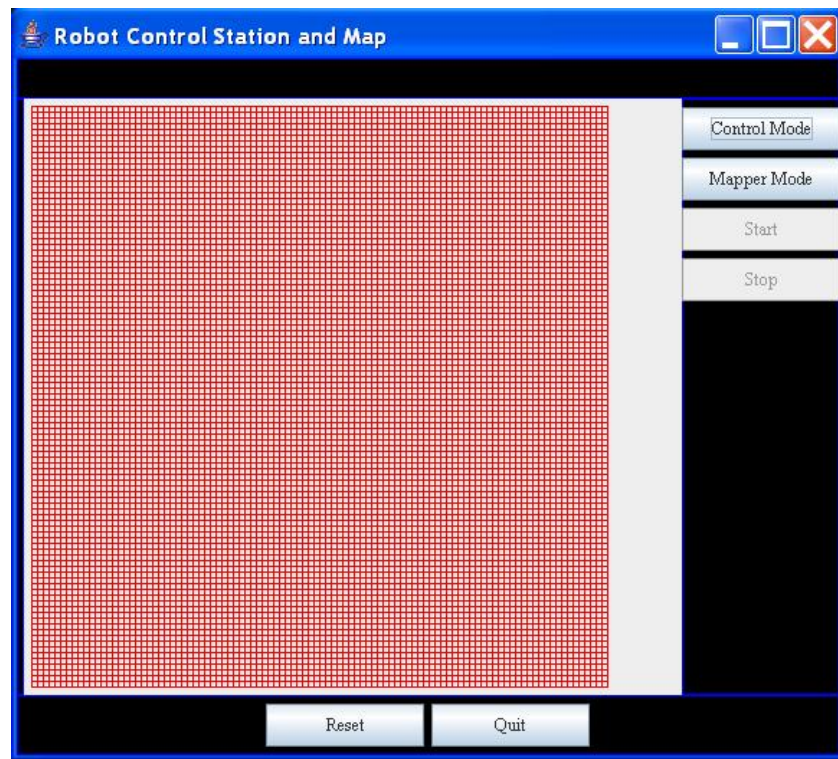 Robot Control Station and Map
Control Mode
Mapper Mode
Start
Stop
Reset
Quit